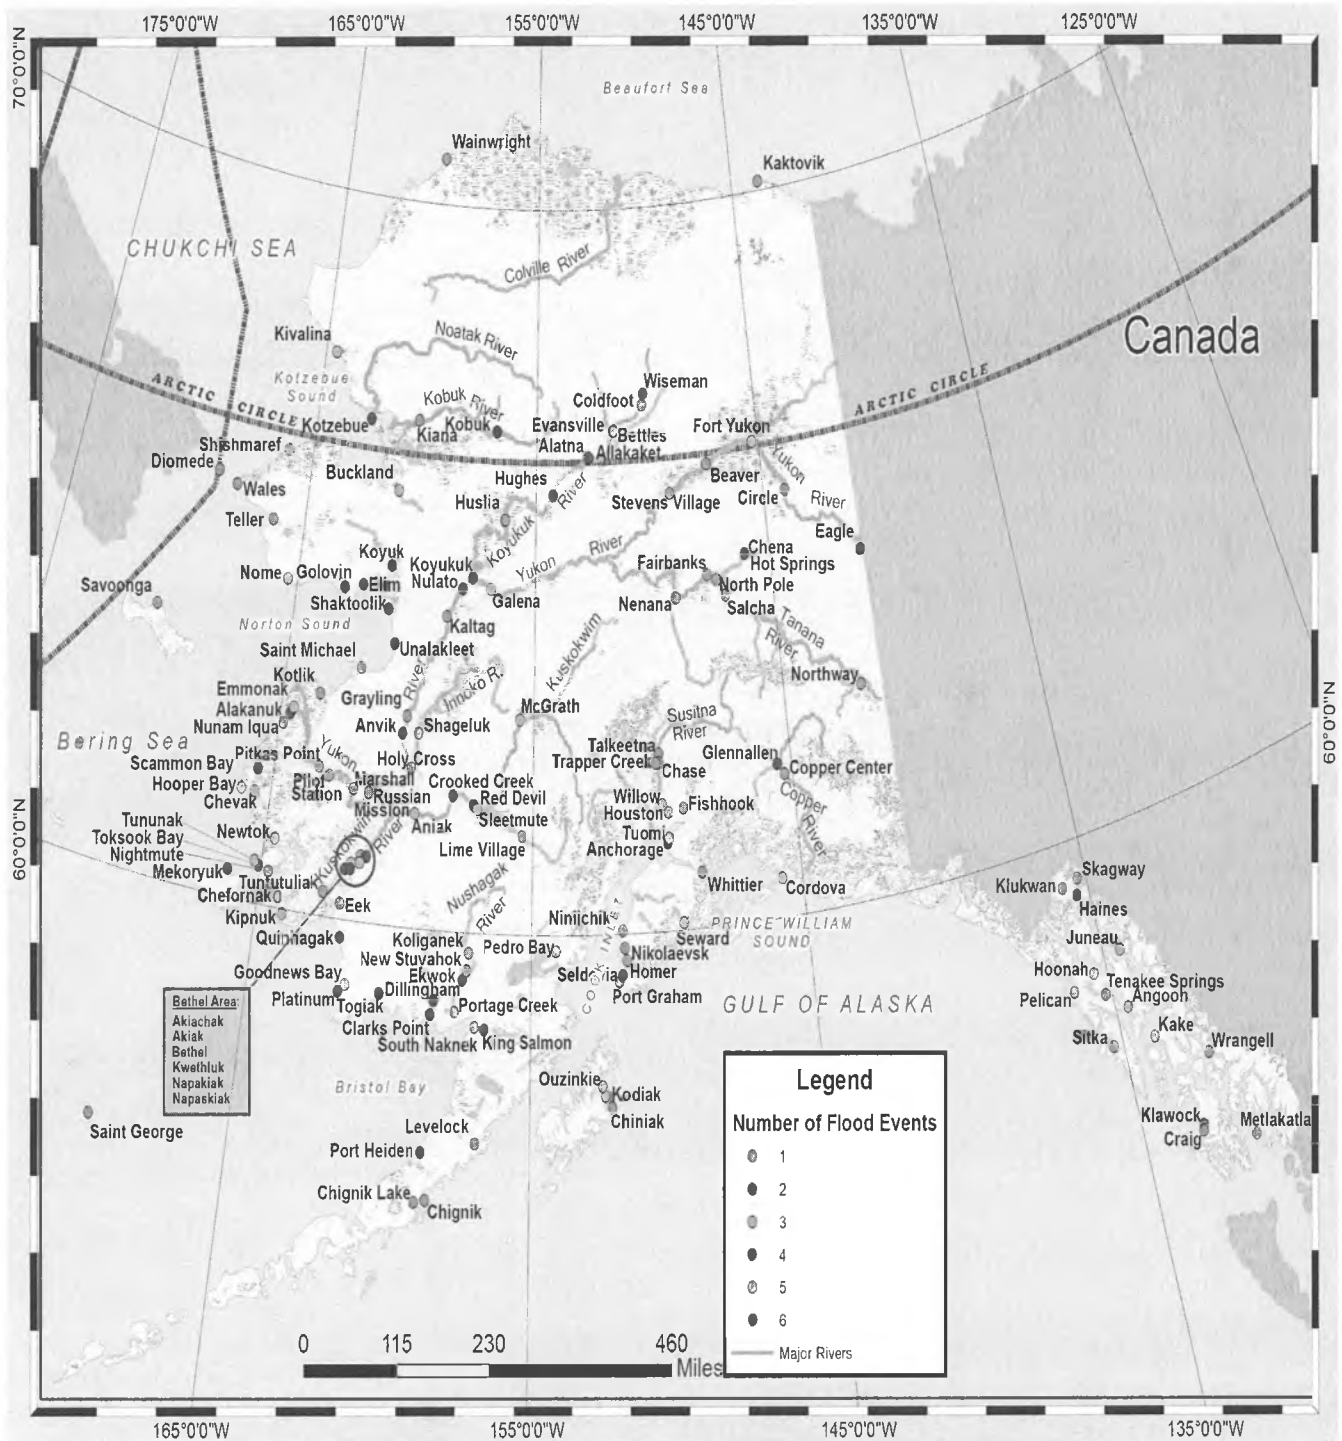 175°0'0"W
165°0'0"W
155°0'0"W
145°0'0"W
135°0'0"W
125°0'0"W
70°0'0"N
Beaufort Sea
Wainwright
Kaktovik
CHUKCHI SEA
Colville River
Kivalina
Noatak River
Canada
Kotzebue
Sound
ARCTIC CIRCLE
ARCTIC CIRCLE
Wiseman
Coldfoot
Kobuk River
Kotzebue
Kiana
Kobuk
Evansville
Bettles
Fort Yukon
Shishmaref
Alatna
Allakaket
Diomede
Buckland
Hughes
Beaver
Yukon
River
Wales
Huslia
Koyukuk River
Stevens Village
Circle
Teller
Eagle
Koyuk
Koyukuk
Yukon River
Chena
Hot Springs
Fairbanks
North Pole
Savoonga
Nome
Golovin
Elim
Nulato
Galena
Nenana
Salcha
Shaktoolik
Norton Sound
Kaltag
Kuskokwim
Tanana
River
Saint Michael
Unalakleet
Kotlik
River
Innoko R.
Northway
Emmonak
Grayling
McGrath
Susitna
River
Alakanuk
Nunam Iqua
Anvik
Shageluk
Talkeetna
Glennallen
60°0'0"N
Bering Sea
Pitkas Point
Yukon
Holy Cross
Trapper Creek
Chase
Copper Center
Scammon Bay
Hooper Bay
Pilot
Station
Marshall
Crooked Creek
Red Devil
Willow
Fishhook
Copper
River
Chevak
Russian
Mission
Sleetmute
Houston
Tununak
Newtok
Aniak
Tuomi
Toksook Bay
Kuskokwim
River
Lime Village
Anchorage
Nightmute
Mekoryuk
Tuntutuliak
Nushagak
River
Whittier
Cordova
Skagway
Klukwan
Chefornak
Eek
Haines
60°0'0"N
Kipnuk
Ninilchik
PRINCE WILLIAM
SOUND
Seward
Juneau
Quinhagak
Koliganek
Pedro Bay
COOK INLET
Nikolaevsk
New Stuyahok
Hoonah
Goodnews Bay
Ekwok
Seldovia
Homer
Tenakee Springs
Platinum
Togiak
Dillingham
Port Graham
GULF OF ALASKA
Pelican
Angoon
Portage Creek
Clarks Point
Kake
South Naknek
King Salmon
Sitka
Wrangell
Bethel Area:
Akiachak
Akiak
Bethel
Kwethluk
Napakiak
Napaskiak
Bristol Bay
Ouzinkie
Kodiak
Chiniak
Saint George
Levelock
Klawock
Metlakatla
Craig
Port Heiden
Chignik Lake
Chignik
Legend
Number of Flood Events
1
2
3
4
5
6
Major Rivers
0
115
230
460
Miles
165°0'0"W
155°0'0"W
145°0'0"W
135°0'0"W